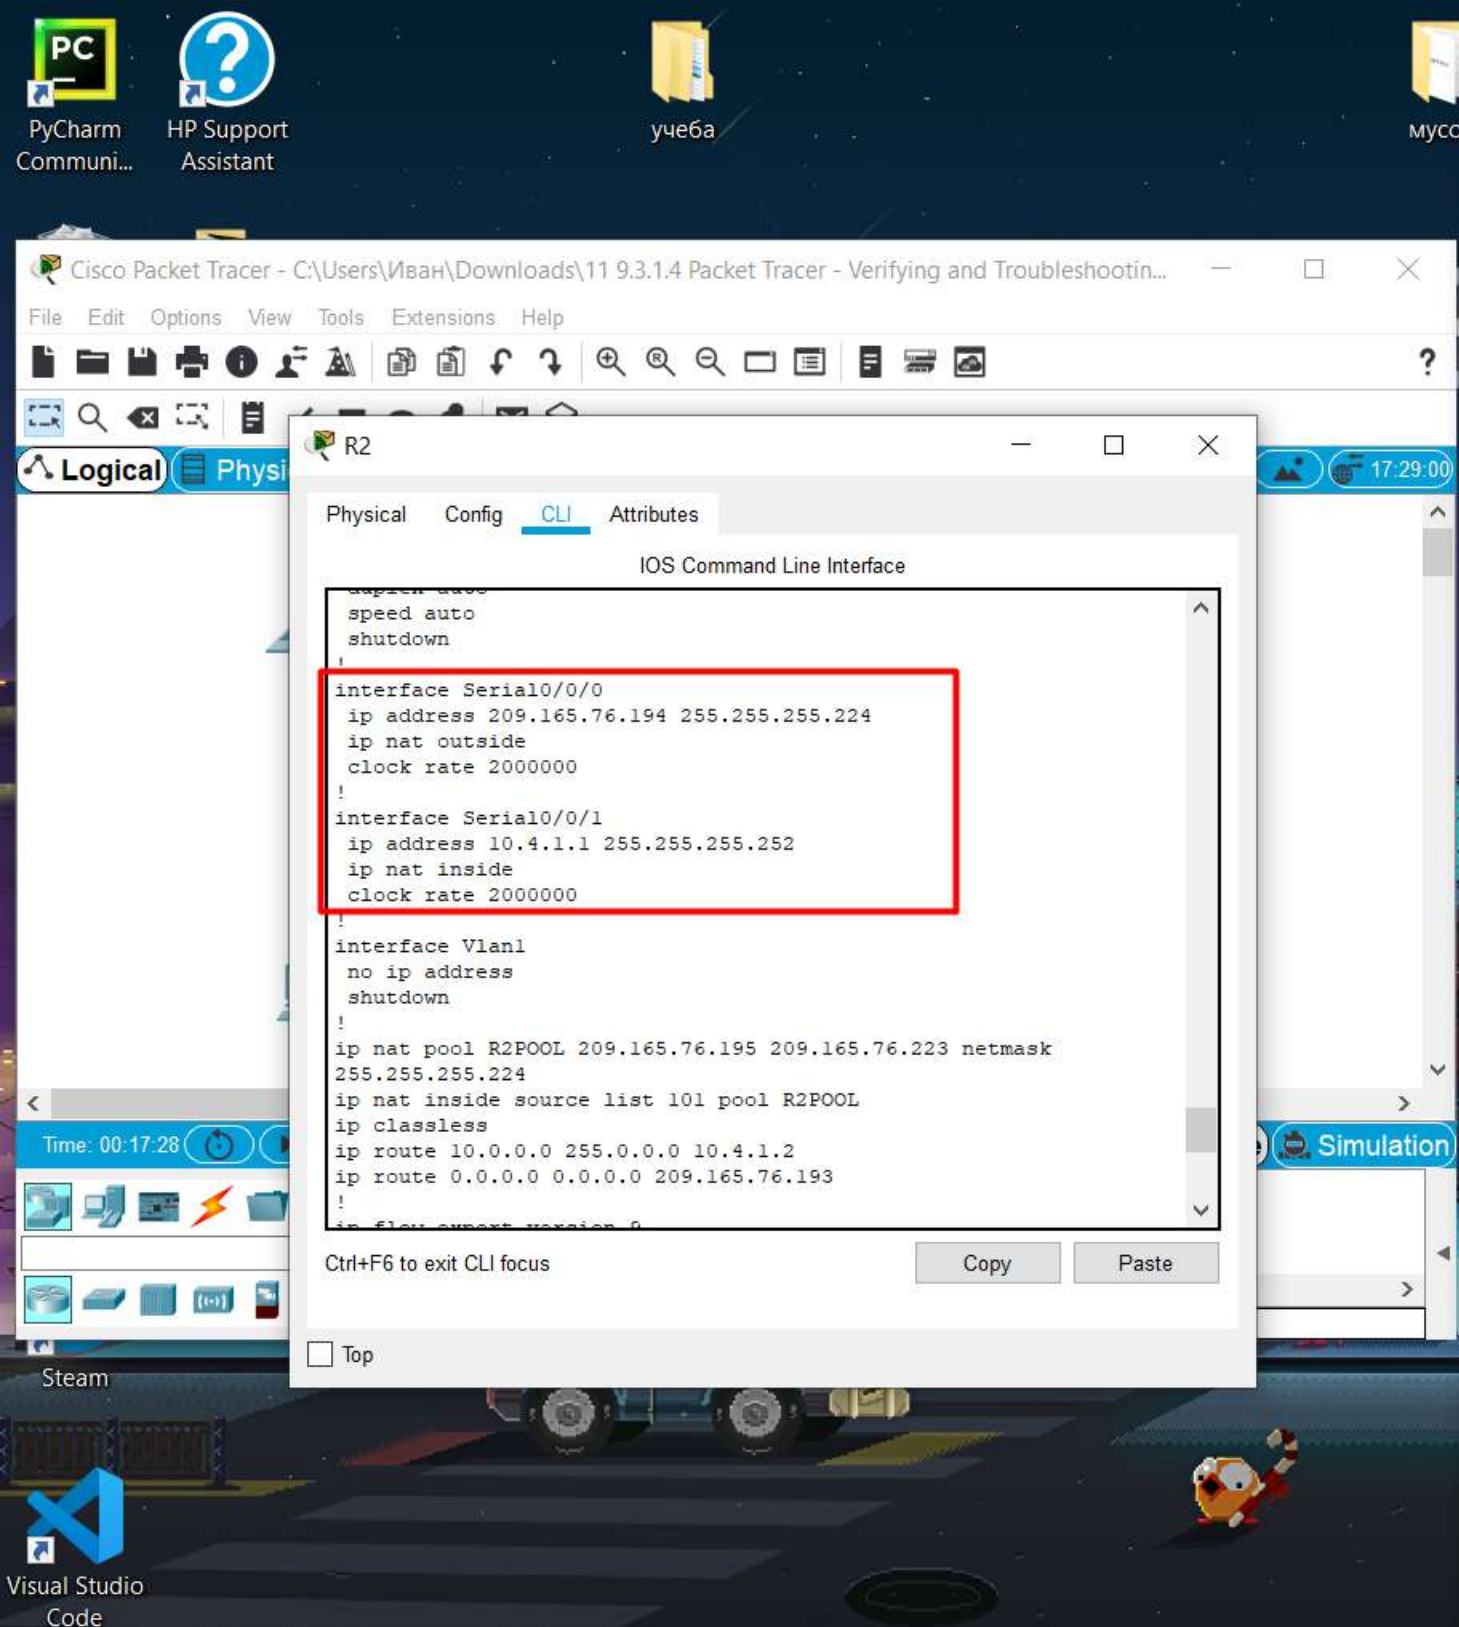 PC
PyCharm
Communi...
HP Support
Assistant
учеба
Cisco Packet Tracer - C:\Users\Иван\Downloads\11 9.3.1.4 Packet Tracer - Verifying and Troubleshootin...
File Edit Options View Tools Extensions Help
Logical
17:29:00
R2
Physical Config CLI Attributes
IOS Command Line Interface
duplex auto
speed auto
shutdown
!
interface Serial0/0/0
ip address 209.165.76.194 255.255.255.224
ip nat outside
clock rate 2000000
!
interface Serial0/0/1
ip address 10.4.1.1 255.255.255.252
ip nat inside
clock rate 2000000
!
interface Vlan1
no ip address
shutdown
!
ip nat pool R2POOL 209.165.76.195 209.165.76.223 netmask
255.255.255.224
ip nat inside source list 101 pool R2POOL
ip classless
ip route 10.0.0.0 255.0.0.0 10.4.1.2
ip route 0.0.0.0 0.0.0.0 209.165.76.193
!
ip flow-export version 9
Ctrl+F6 to exit CLI focus
Copy
Paste
Top
Time: 00:17:28
Simulation
Steam
Visual Studio
Code